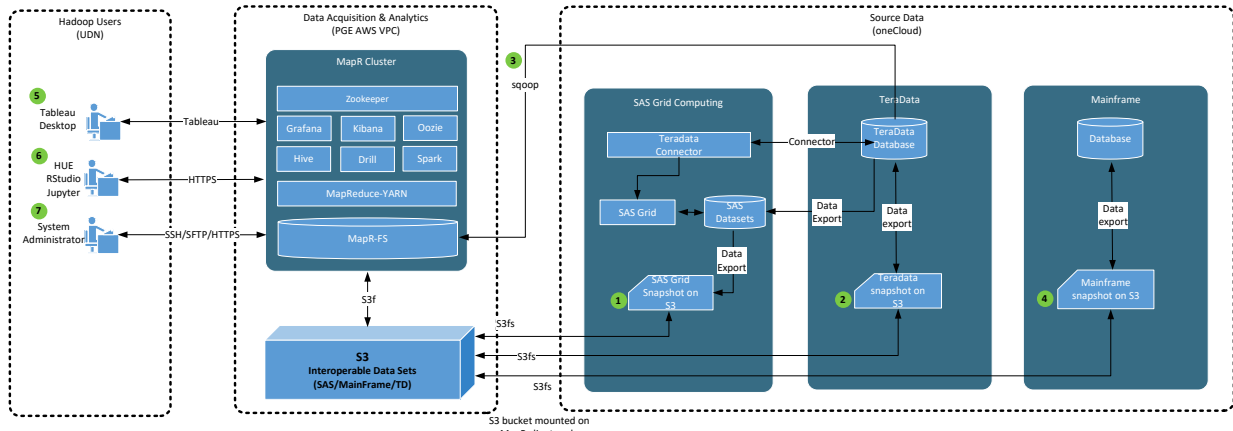 Hadoop Users
(UDN)
Data Acquisition & Analytics
(PGE AWS VPC)
Source Data
(oneCloud)
MapR Cluster
Zookeeper
Grafana
Kibana
Oozie
Hive
Drill
Spark
MapReduce-YARN
MapR-FS
5
Tableau
Desktop
Tableau
6
HUE
RStudio
Jupyter
HTTPS
7
System
Administrator
SSH/SFTP/HTTPS
S3f
S3
Interoperable Data Sets
(SAS/MainFrame/TD)
3
sqoop
SAS Grid Computing
Teradata
Connector
SAS Grid
SAS
Datasets
Data
Export
1
SAS Grid
Snapshot on
S3
Connector
Data
Export
TeraData
TeraData
Database
Data
export
2
Teradata
snapshot on
S3
Mainframe
Database
Data
export
4
Mainframe
snapshot on S3
S3fs
S3fs
S3fs
S3 bucket mounted on